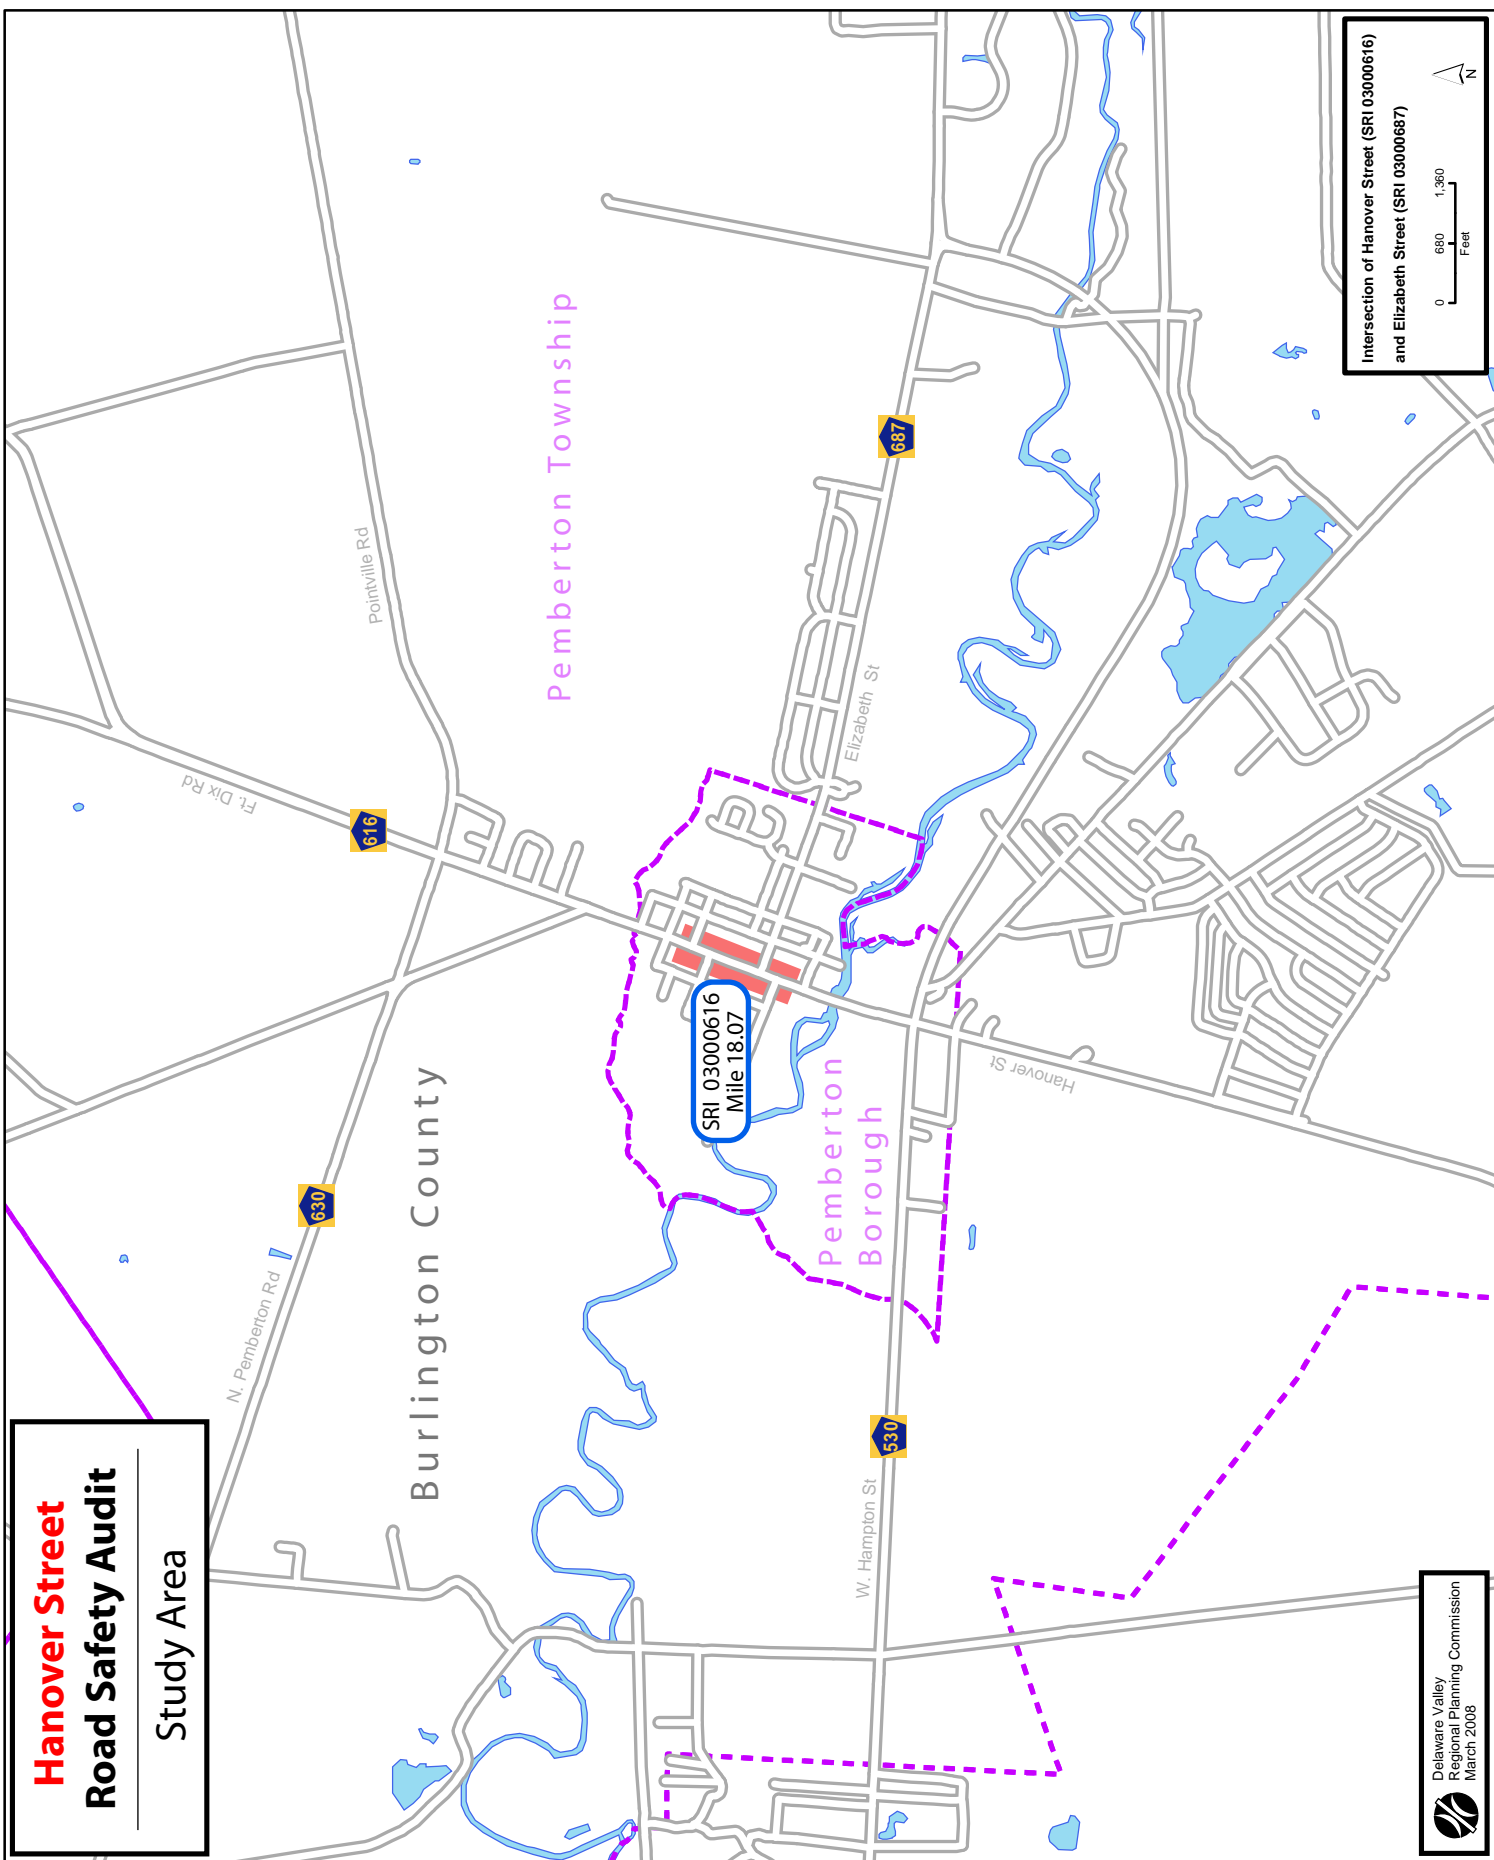 Hanover Street
Road Safety Audit
Study Area
Intersection of Hanover Street (SRI 03000616)
and Elizabeth Street (SRI 03000687)
0 680 1,360
Feet
N
Pointville Rd
Pemberton Township
Ft. Dix Rd
616
687
Elizabeth St
SRI 03000616
Mile 18.07
Burlington County
630
N. Pemberton Rd
Pemberton
Borough
Hanover St
530
W. Hampton St
Delaware Valley
Regional Planning Commission
March 2008